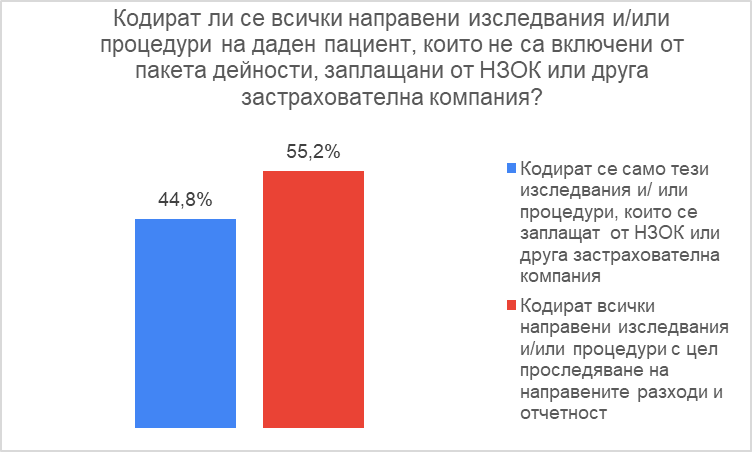 Кодират ли се всички направени изследвания и/или
процедури на даден пациент, които не са включени от
пакета дейности, заплащани от НЗОК или друга
застрахователна компания?
55,2%
44,8%
Кодират се само тези
изследвания и/ или
процедури, които се
заплащат от НЗОК или
друга застрахователна
компания
Кодират всички
направени изследвания
и/или процедури с цел
проследяване на
направените разходи и
отчетност